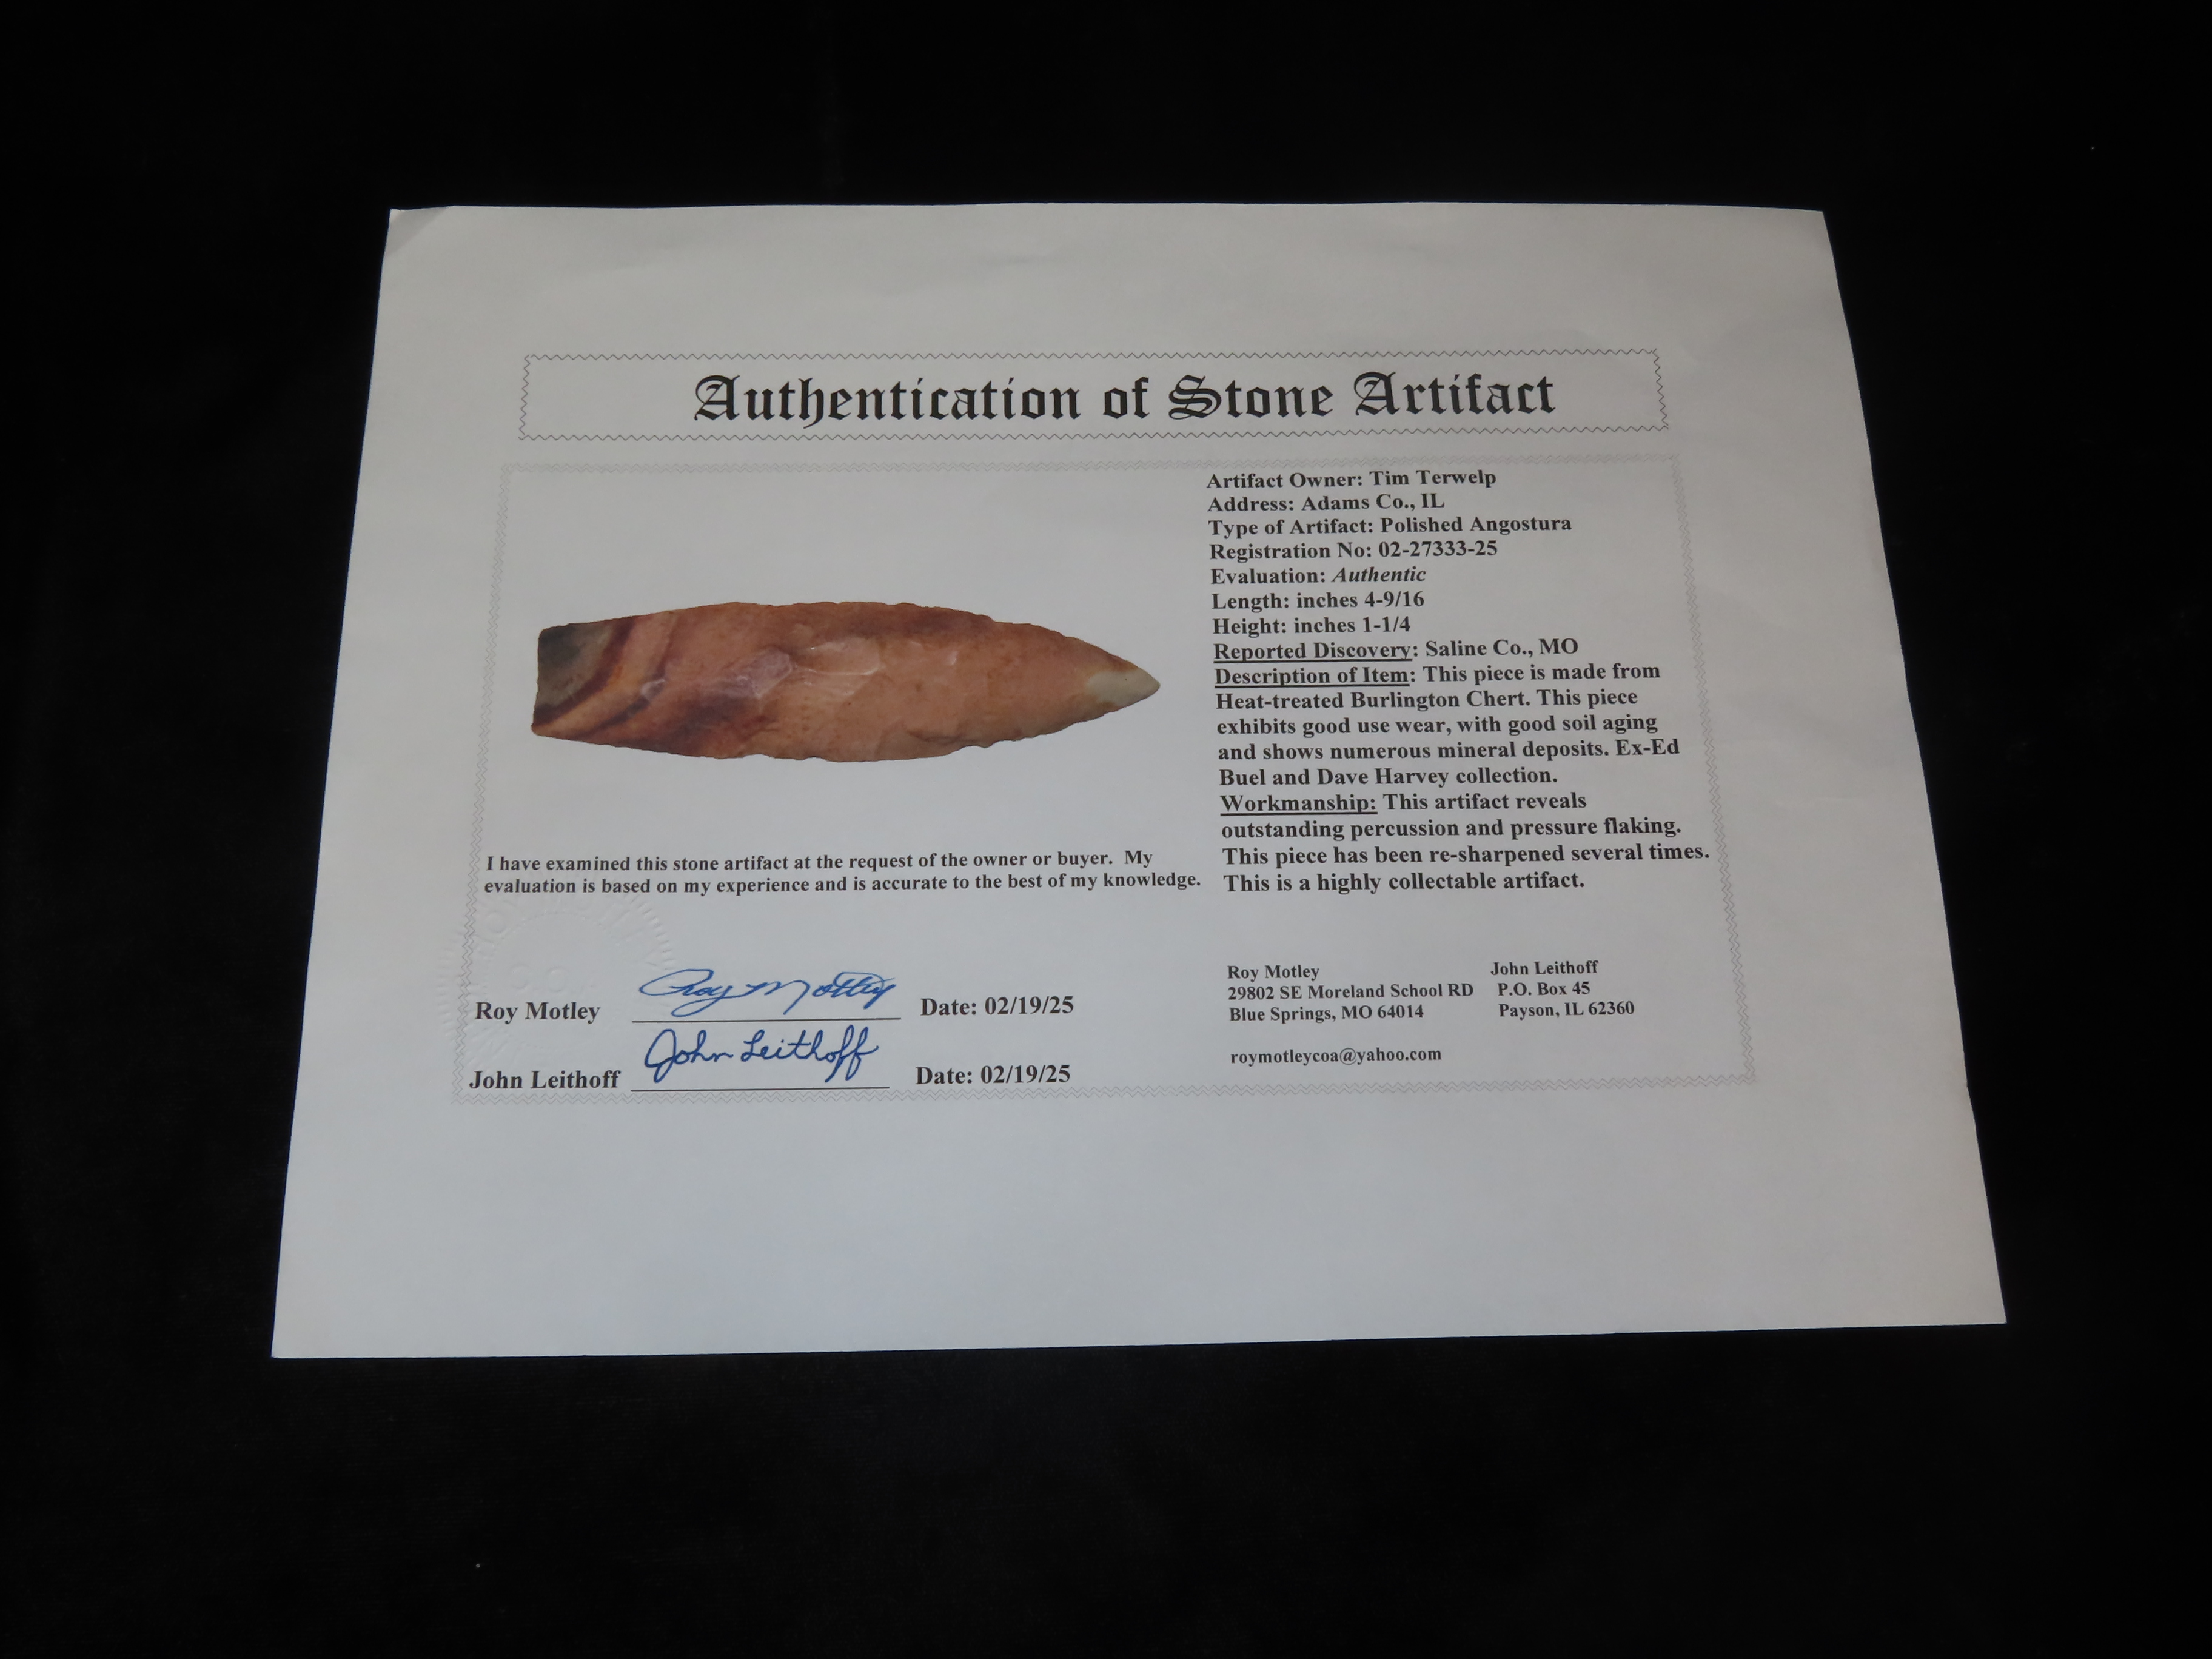 Authentication of Stone Artifact
Artifact Owner: Tim Terwelp
Address: Adams Co., IL
Type of Artifact: Polished Angostura
Registration No: 02-27333-25
Evaluation: Authentic
Length: inches 4-9/16
Height: inches 1-1/4
Reported Discovery: Saline Co., MO
Description of Item: This piece is made from
Heat-treated Burlington Chert. This piece
exhibits good use wear, with good soil aging
and shows numerous mineral deposits. Ex-Ed
Buel and Dave Harvey collection.
Workmanship: This artifact reveals
outstanding percussion and pressure flaking.
This piece has been re-sharpened several times.
This is a highly collectable artifact.
I have examined this stone artifact at the request of the owner or buyer. My
evaluation is based on my experience and is accurate to the best of my knowledge.
Roy Motley Roy Motley Date: 02/19/25
John Leithoff John Leithoff Date: 02/19/25
Roy Motley
29802 SE Moreland School RD
Blue Springs, MO 64014
roymotleycoa@yahoo.com
John Leithoff
P.O. Box 45
Payson, IL 62360